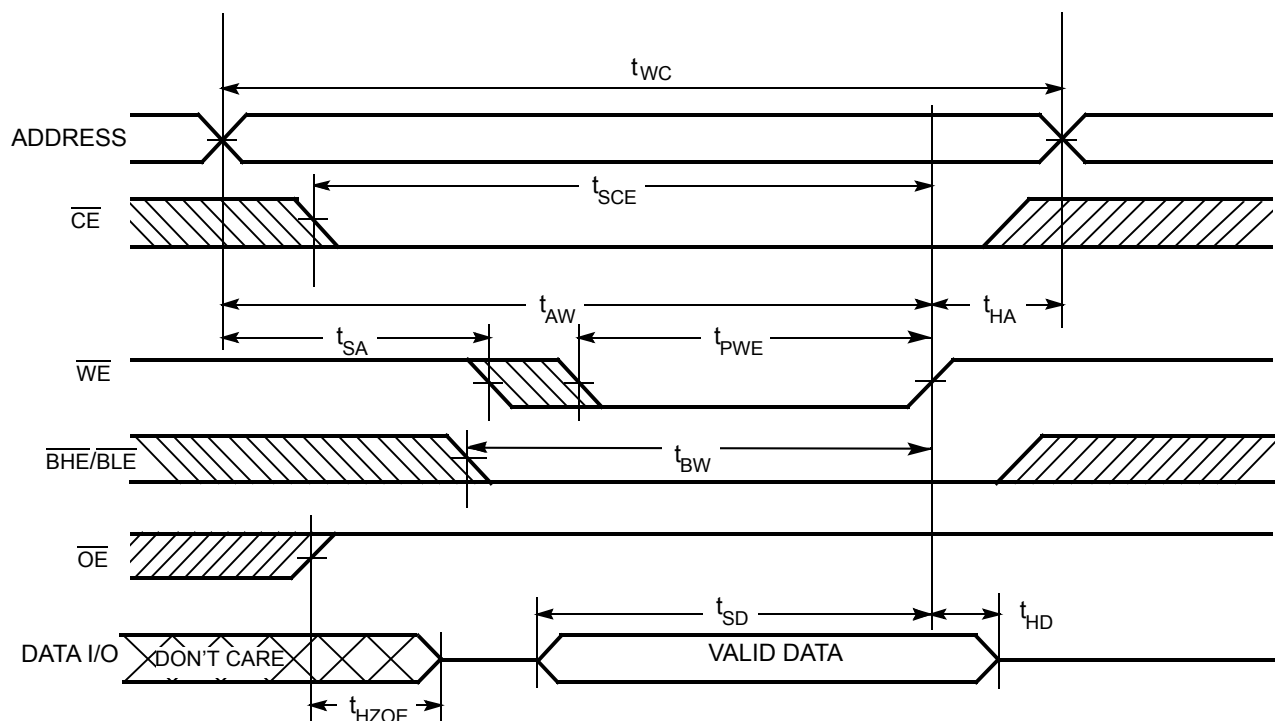 tWC
ADDRESS
tSCE
CE
tAW
tHA
tSA
tPWE
WE
BHE/BLE
tBW
OE
tSD
tHD
DATA I/O
DON'T CARE
VALID DATA
tHZOE